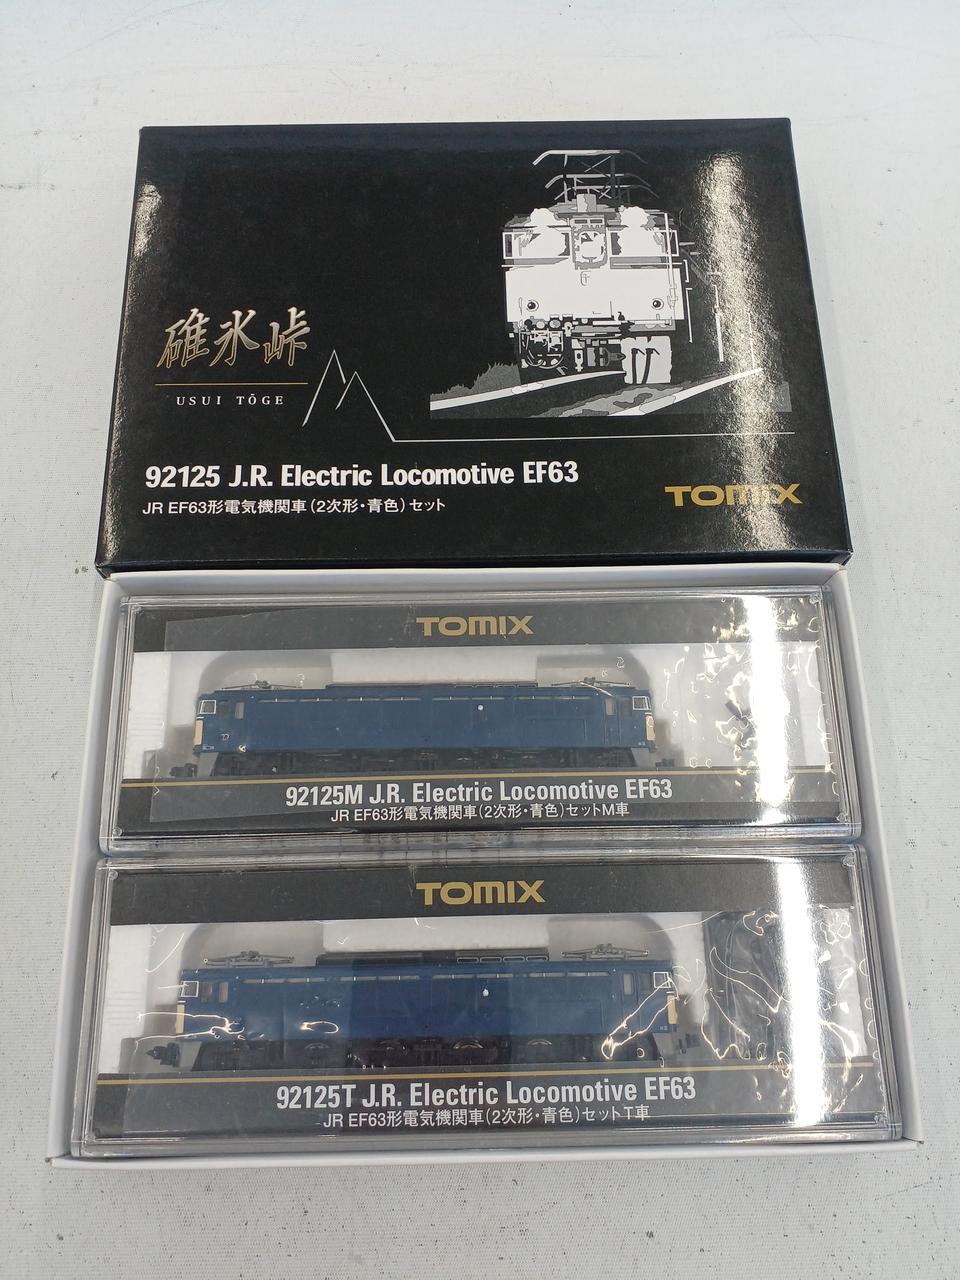 碓氷峠
USUI TŌGE
92125 J.R. Electric Locomotive EF63
JR EF63形電気機関車(2次形・青色)セット
TOMIX
TOMIX
92125M J.R. Electric Locomotive EF63
JR EF63形電気機関車(2次形・青色)セットM車
TOMIX
92125T J.R. Electric Locomotive EF63
JR EF63形電気機関車(2次形・青色)セットT車